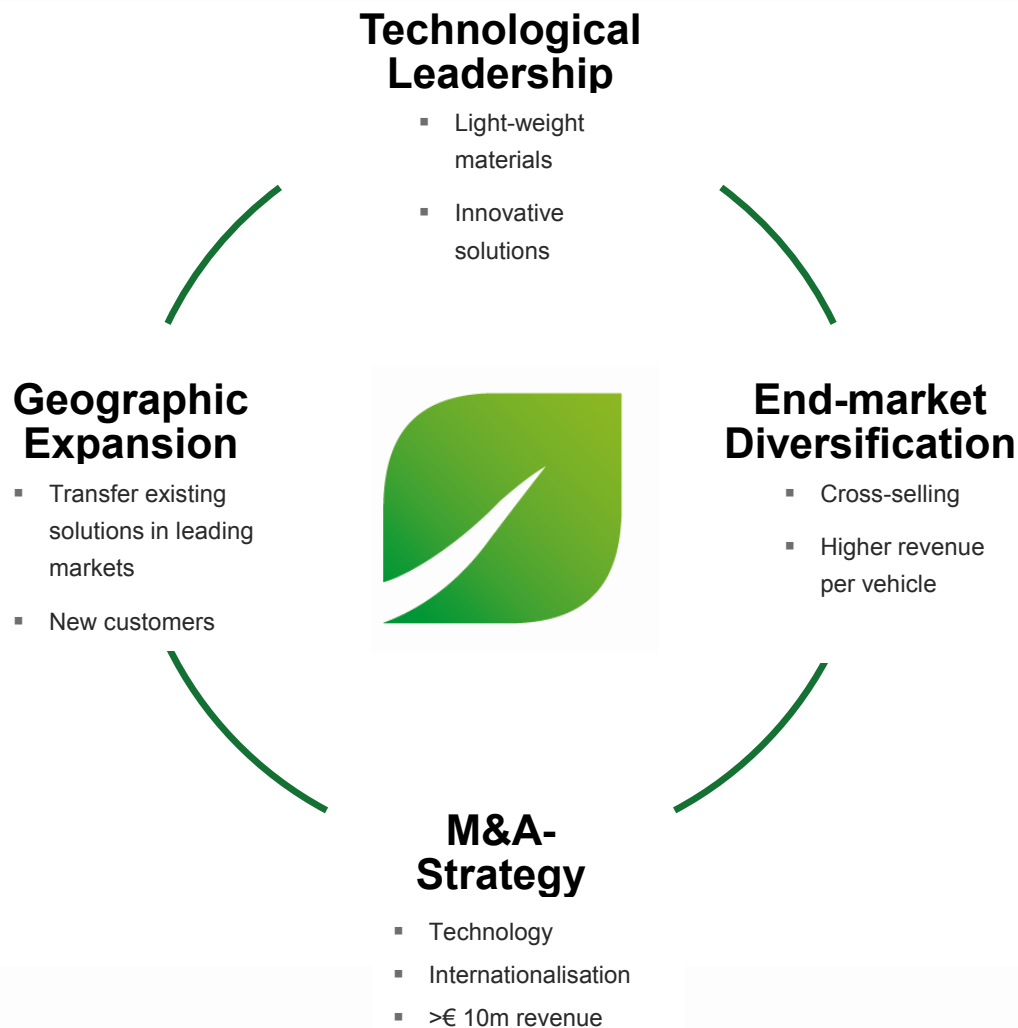 Technological
Leadership
▪ Light-weight
materials
▪ Innovative
solutions
Geographic
Expansion
▪ Transfer existing
solutions in leading
markets
▪ New customers
End-market
Diversification
▪ Cross-selling
▪ Higher revenue
per vehicle
M&A-
Strategy
▪ Technology
▪ Internationalisation
▪ >€ 10m revenue